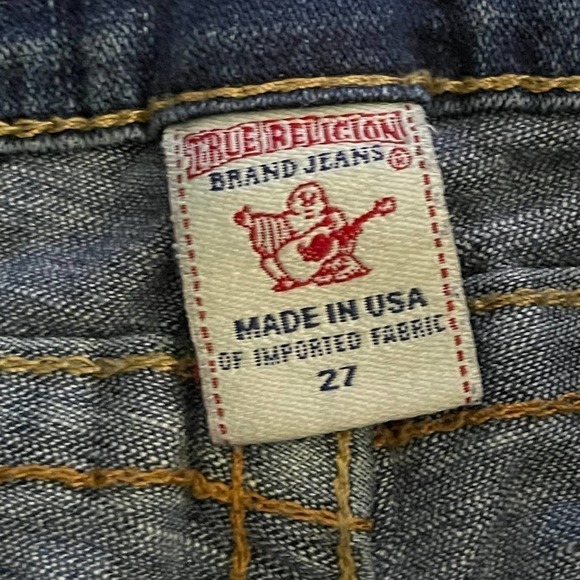 TRUE RELIGION
BRAND JEANS ®
MADE IN USA
OF IMPORTED FABRIC
27